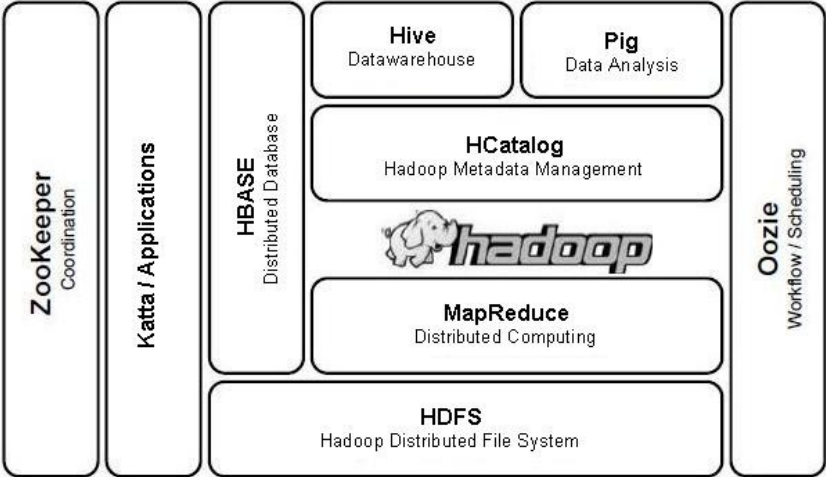 ZooKeeper
Coordination
Katta / Applications
HBASE
Distributed Database
Hive
Datawarehouse
Pig
Data Analysis
HCatalog
Hadoop Metadata Management
hadoop
MapReduce
Distributed Computing
HDFS
Hadoop Distributed File System
Oozie
Workflow / Scheduling